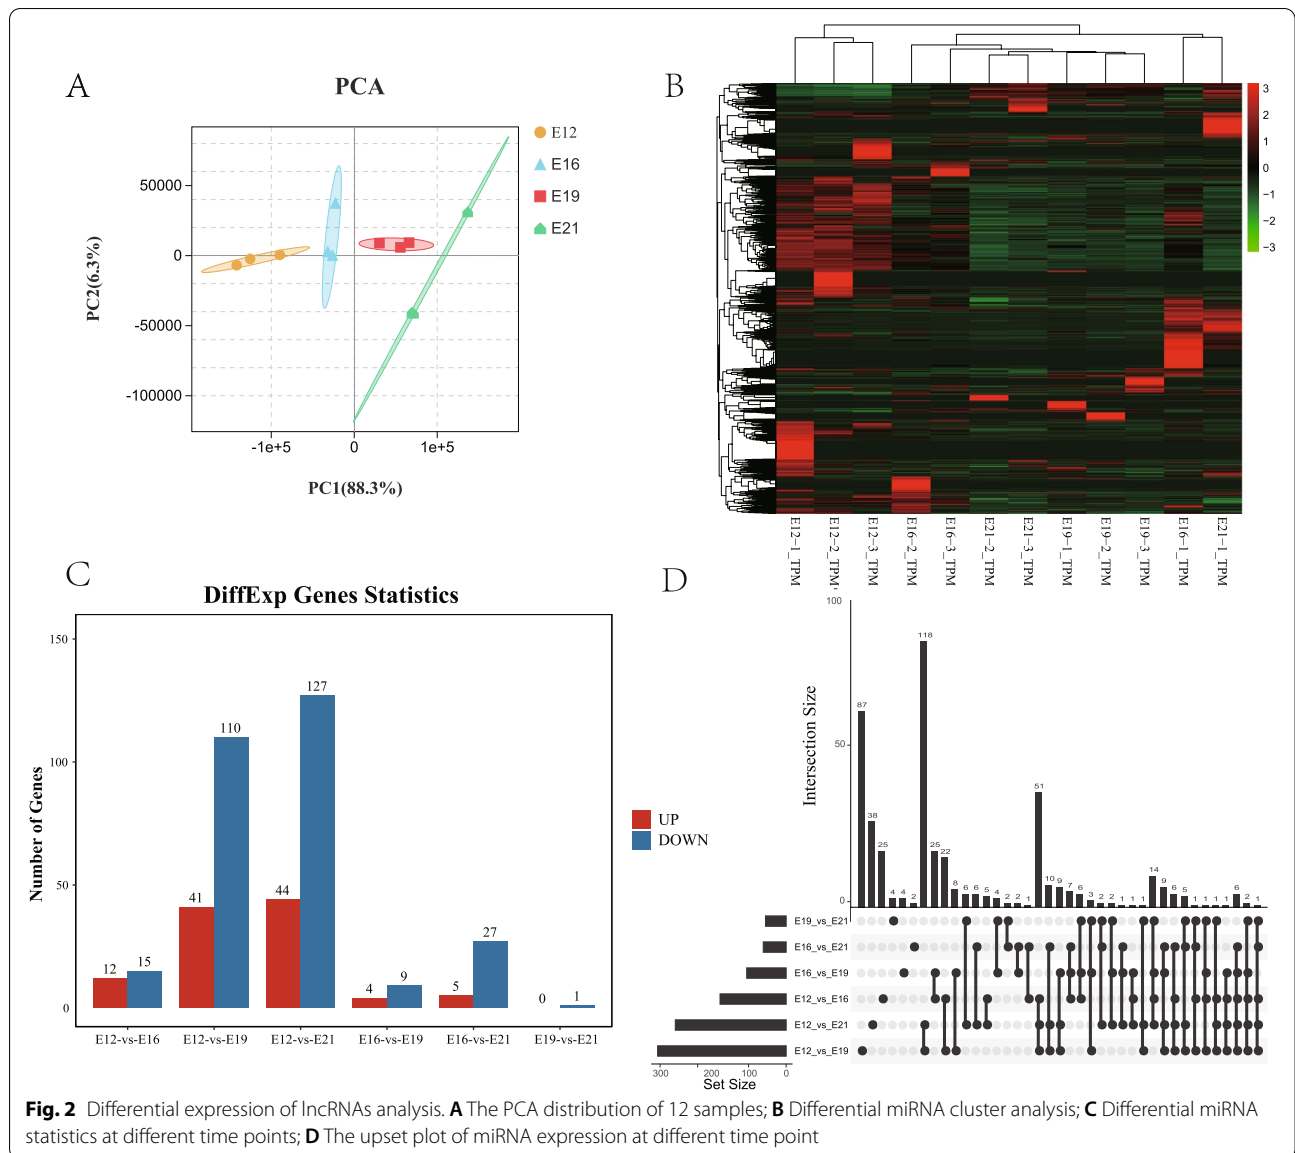 A
PCA
E12
E16
E19
E21
50000
0
-50000
-100000
PC2(6.3%)
-1e+5
0
1e+5
PC1(88.3%)
B
3
2
1
0
−1
−2
−3
E12−1_TPM
E12−2_TPM
E12−3_TPM
E16−2_TPM
E16−3_TPM
E21−2_TPM
E21−3_TPM
E19−1_TPM
E19−2_TPM
E19−3_TPM
E16−1_TPM
E21−1_TPM
C
DiffExp Genes Statistics
Number of Genes
150
100
50
0
12 15
41 110
44 127
4 9
5 27
0 1
E12-vs-E16
E12-vs-E19
E12-vs-E21
E16-vs-E19
E16-vs-E21
E19-vs-E21
UP
DOWN
D
Intersection Size
100
50
0
87 38 25 4 4 2 118 25 22 8 6 6 5 4 2 2 1 51 10 9 7 6 3 2 2 1 1 1 14 9 6 5 1 1 1 1 6 2 1
E19_vs_E21
E16_vs_E21
E16_vs_E19
E12_vs_E16
E12_vs_E21
E12_vs_E19
300 200 100 0
Set Size
Fig. 2 Differential expression of lncRNAs analysis. A The PCA distribution of 12 samples; B Differential miRNA cluster analysis; C Differential miRNA
statistics at different time points; D The upset plot of miRNA expression at different time point